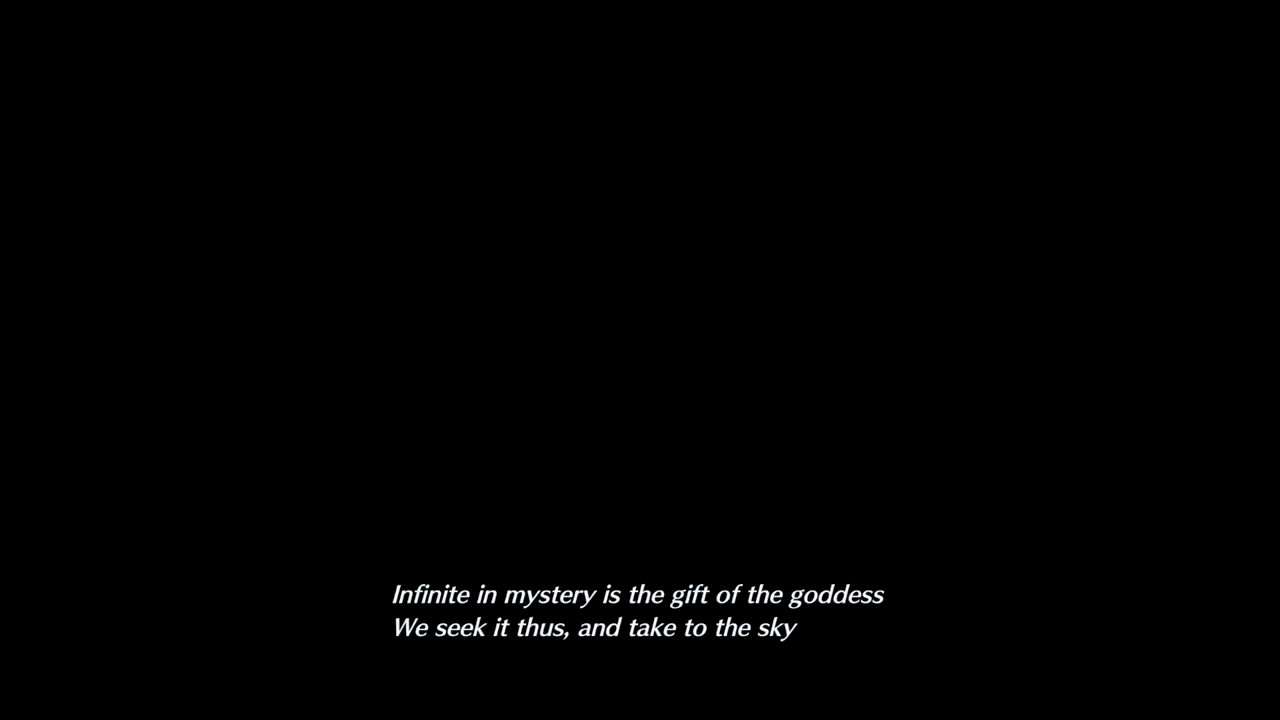 Infinite in mystery is the gift of the goddess
We seek it thus, and take to the sky